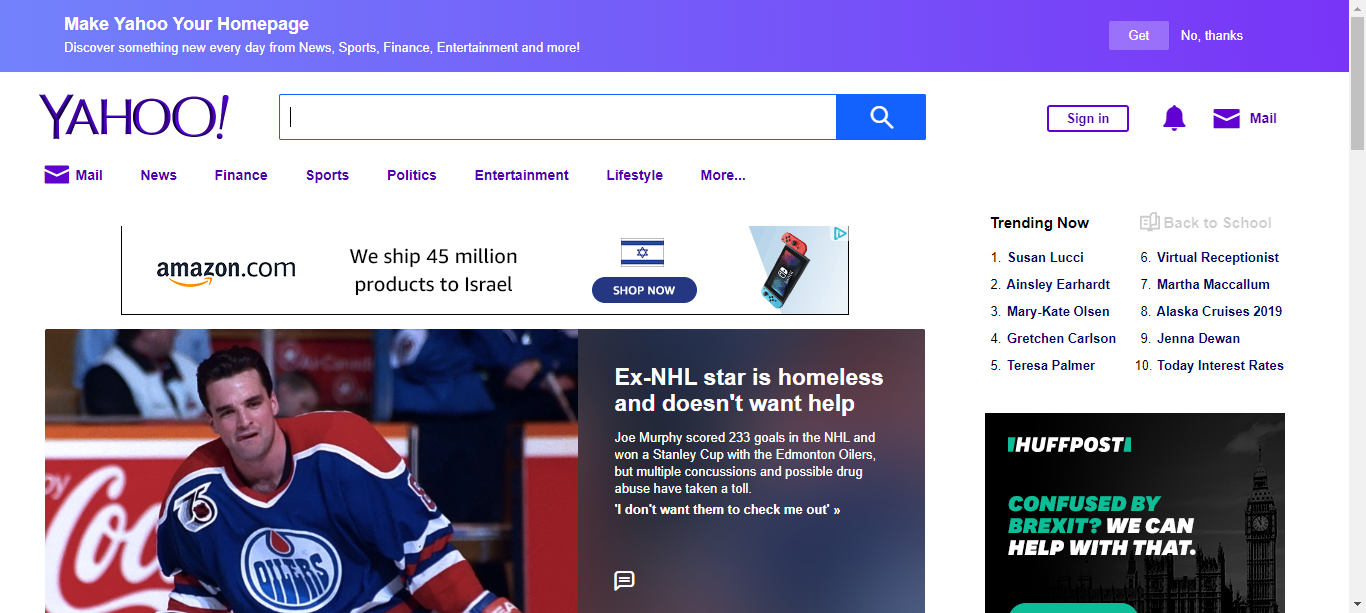 Make Yahoo Your Homepage
Discover something new every day from News, Sports, Finance, Entertainment and more!
Get
No, thanks
YAHOO!
Sign in
Mail
Mail
News
Finance
Sports
Politics
Entertainment
Lifestyle
More...
amazon.com
We ship 45 million
products to Israel
SHOP NOW
Trending Now
Back to School
1. Susan Lucci
2. Ainsley Earhardt
3. Mary-Kate Olsen
4. Gretchen Carlson
5. Teresa Palmer
6. Virtual Receptionist
7. Martha Maccallum
8. Alaska Cruises 2019
9. Jenna Dewan
10. Today Interest Rates
Air Canada
75
OILERS
Ex-NHL star is homeless
and doesn't want help
Joe Murphy scored 233 goals in the NHL and
won a Stanley Cup with the Edmonton Oilers,
but multiple concussions and possible drug
abuse have taken a toll.
'I don't want them to check me out' »
HUFFPOST
CONFUSED BY
BREXIT? WE CAN
HELP WITH THAT.